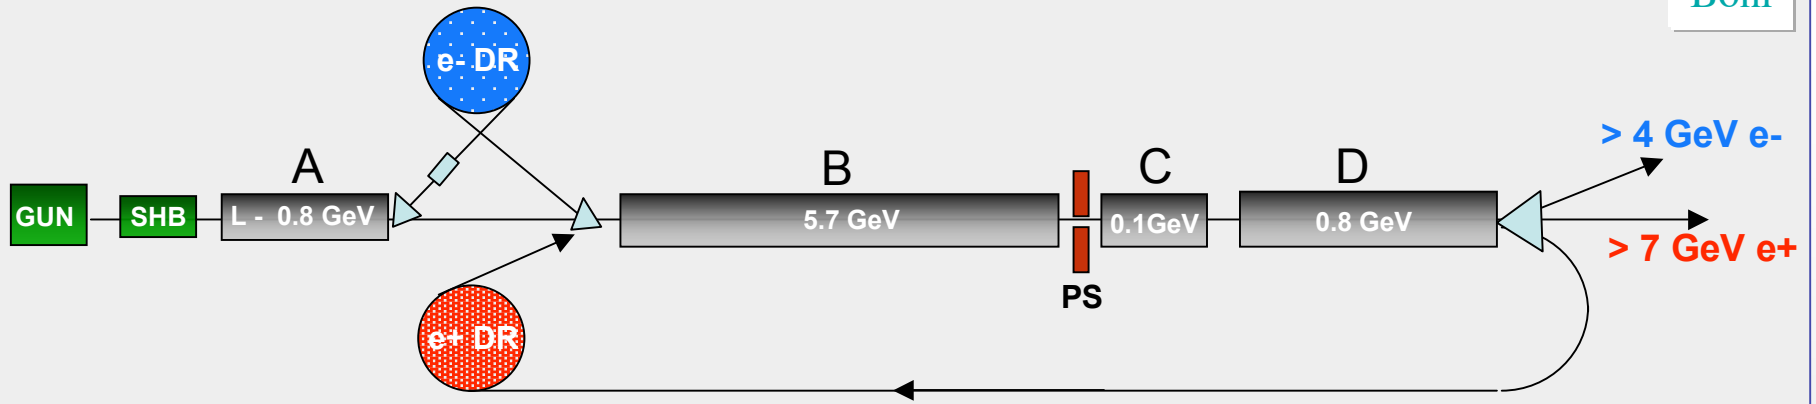 e- DR
A
B
C
D
> 4 GeV e-
GUN
SHB
L - 0.8 GeV
5.7 GeV
0.1GeV
0.8 GeV
> 7 GeV e+
PS
e+ DR